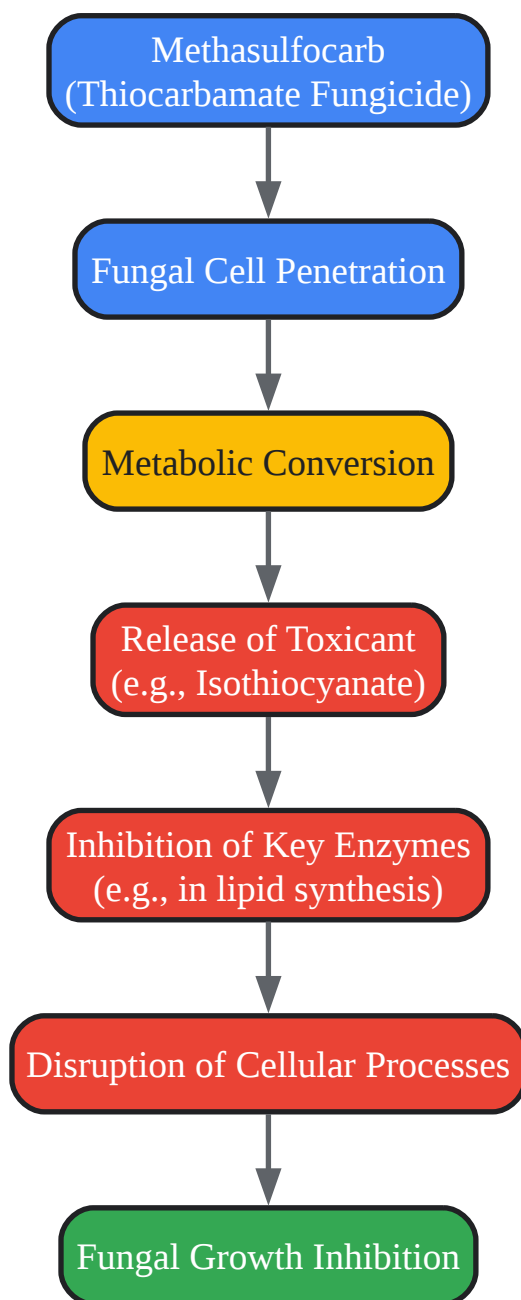 Methasulfocarb
(Thiocarbamate Fungicide)
Fungal Cell Penetration
Metabolic Conversion
Release of Toxicant
(e.g., Isothiocyanate)
Inhibition of Key Enzymes
(e.g., in lipid synthesis)
Disruption of Cellular Processes
Fungal Growth Inhibition